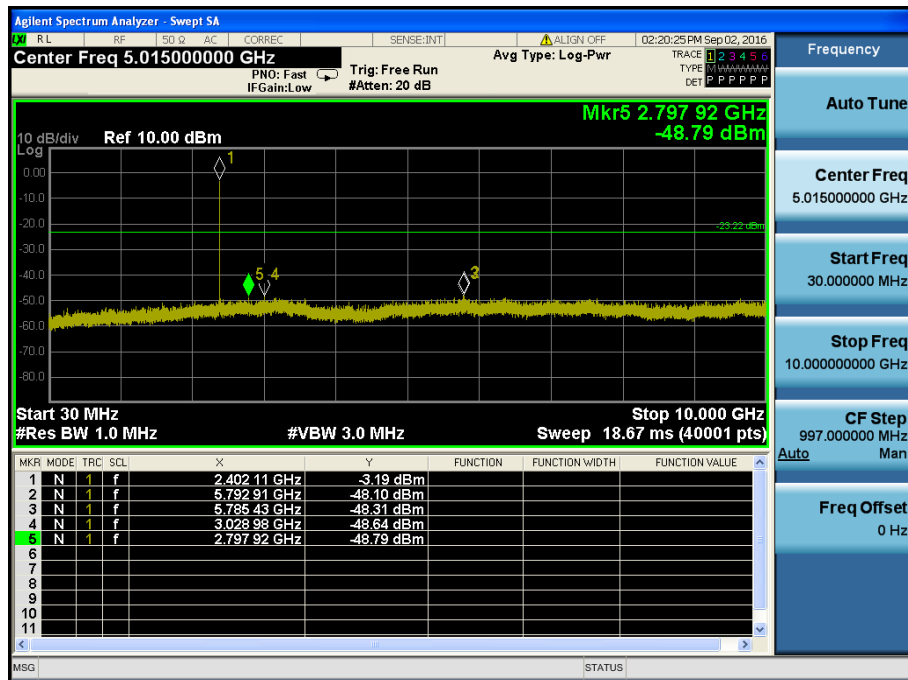 Agilent Spectrum Analyzer - Swept SA
LXI RL RF 50 Ω AC CORREC SENSE:INT ALIGN OFF 02:20:25 PM Sep 02, 2016
Center Freq 5.015000000 GHz
PNO: Fast
IFGain:Low
Trig: Free Run
#Atten: 20 dB
Avg Type: Log-Pwr
TRACE 1 2 3 4 5 6
TYPE M W W W W W
DET P P P P P P
Mkr5 2.797 92 GHz
-48.79 dBm
10 dB/div Ref 10.00 dBm
Log
0.00
-10.0
-20.0
-30.0
-40.0
-50.0
-60.0
-70.0
-80.0
-23.22 dBm
1
5 4
3
Start 30 MHz
#Res BW 1.0 MHz
#VBW 3.0 MHz
Stop 10.000 GHz
Sweep 18.67 ms (40001 pts)
MKR MODE TRC SCL X Y FUNCTION FUNCTION WIDTH FUNCTION VALUE
1 N 1 f 2.402 11 GHz -3.19 dBm
2 N 1 f 5.792 91 GHz -48.10 dBm
3 N 1 f 5.785 43 GHz -48.31 dBm
4 N 1 f 3.028 98 GHz -48.64 dBm
5 N 1 f 2.797 92 GHz -48.79 dBm
6
7
8
9
10
11
MSG STATUS
Frequency
Auto Tune
Center Freq
5.015000000 GHz
Start Freq
30.000000 MHz
Stop Freq
10.000000000 GHz
CF Step
997.000000 MHz
Auto Man
Freq Offset
0 Hz